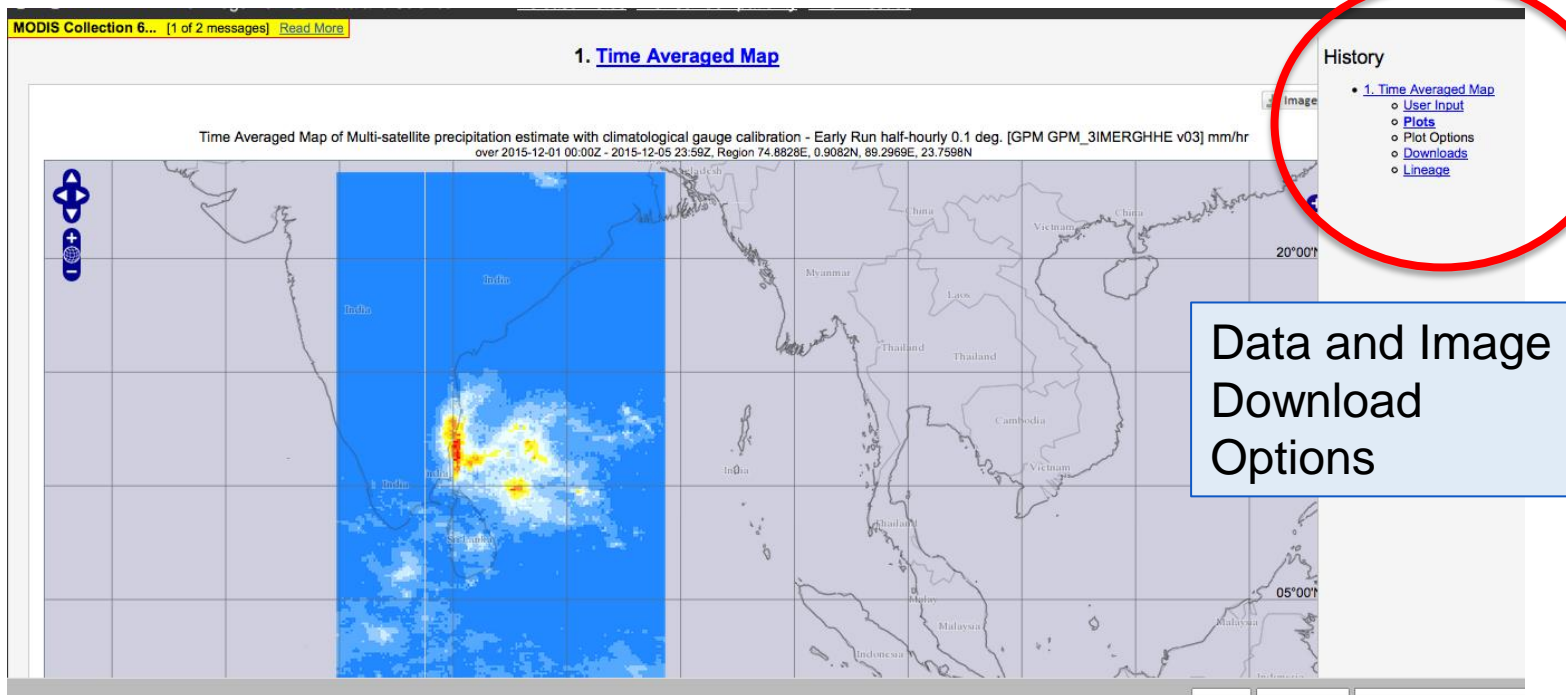 MODIS Collection 6... [1 of 2 messages] Read More
1. Time Averaged Map
Image
Time Averaged Map of Multi-satellite precipitation estimate with climatological gauge calibration - Early Run half-hourly 0.1 deg. [GPM GPM_3IMERGHHE v03] mm/hr
over 2015-12-01 00:00Z - 2015-12-05 23:59Z, Region 74.8828E, 0.9082N, 89.2969E, 23.7598N
History
1. Time Averaged Map
User Input
Plots
Plot Options
Downloads
Lineage
China
China
Vietnam
20°00'
India
Myanmar
Laos
India
Thailand
Thailand
Cambodia
India
India
Vietnam
India
Thailand
Sri Lanka
05°00'
Malay
Malaysia
Malaysia
Indonesia
Data and Image
Download
Options